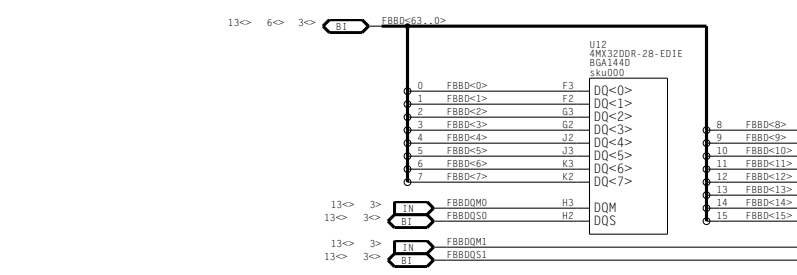 13<> 6<> 3<> BI FBBD<63..0>
U12
4MX32DDR-28-EDIE
BGA144D
sku000
0 FBBD<0> F3 DQ<0>
1 FBBD<1> F2 DQ<1>
2 FBBD<2> G3 DQ<2>
3 FBBD<3> G2 DQ<3>
4 FBBD<4> J2 DQ<4>
5 FBBD<5> J3 DQ<5>
6 FBBD<6> K3 DQ<6>
7 FBBD<7> K2 DQ<7>
8 FBBD<8>
9 FBBD<9>
10 FBBD<10>
11 FBBD<11>
12 FBBD<12>
13 FBBD<13>
14 FBBD<14>
15 FBBD<15>
13<> 3> IN FBBDQM0 H3 DQM
13<> 3<> BI FBBDQS0 H2 DQS
13<> 3> IN FBBDQM1
13<> 3<> BI FBBDQS1